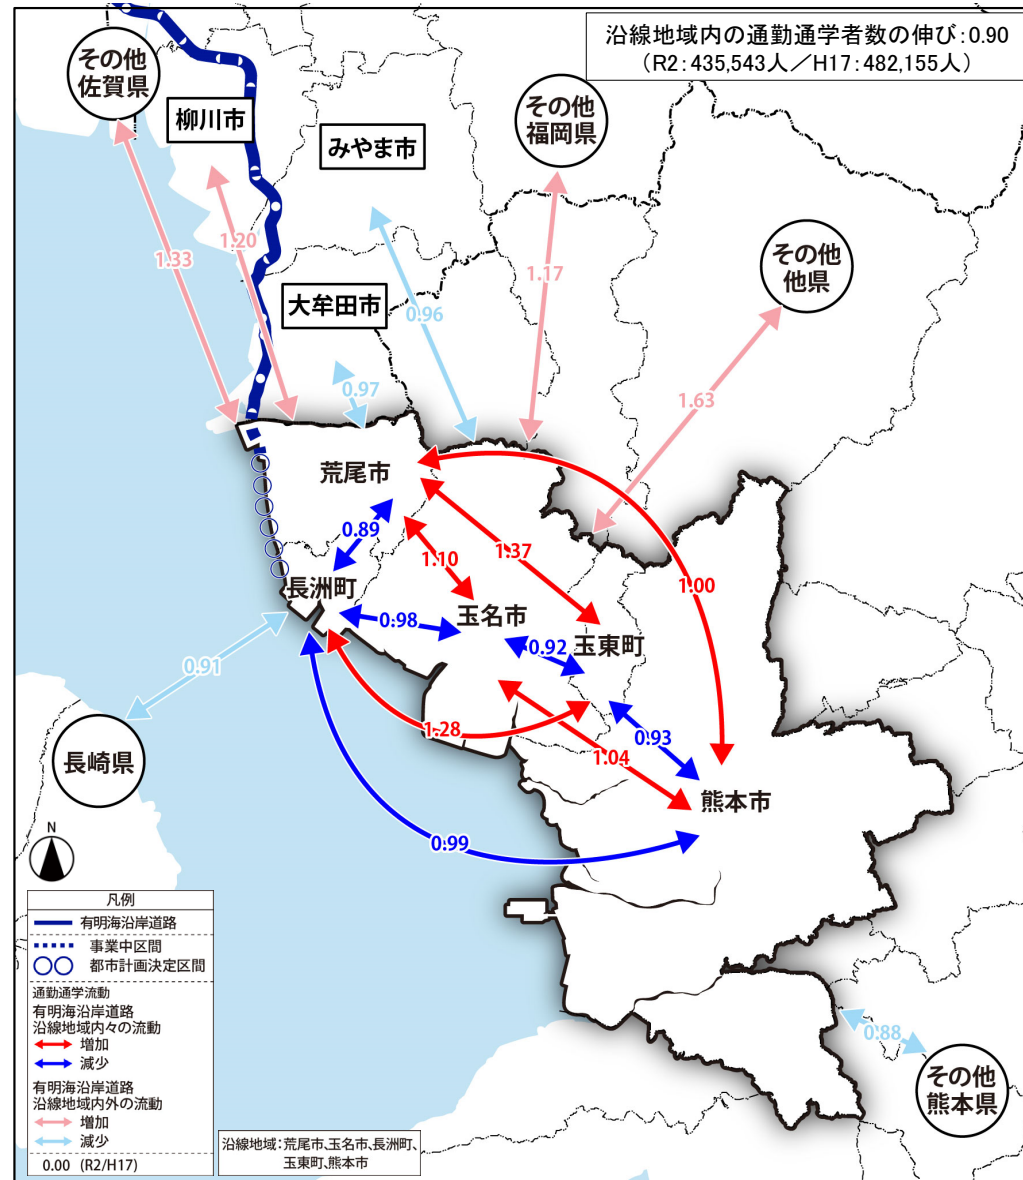 沿線地域内の通勤通学者数の伸び:0.90
(R2:435,543人/H17:482,155人)
その他
佐賀県
柳川市
みやま市
その他
福岡県
その他
他県
大牟田市
1.33
1.20
1.17
0.96
0.97
1.63
荒尾市
0.89
1.10
1.37
1.00
長洲町
玉名市
玉東町
0.98
0.92
0.91
1.28
0.93
1.04
長崎県
熊本市
0.99
0.88
その他
熊本県
N
凡例
有明海沿岸道路
事業中区間
都市計画決定区間
通勤通学流動
有明海沿岸道路
沿線地域内々の流動
増加
減少
有明海沿岸道路
沿線地域内外の流動
増加
減少
0.00 (R2/H17)
沿線地域:荒尾市、玉名市、長洲町、
玉東町、熊本市